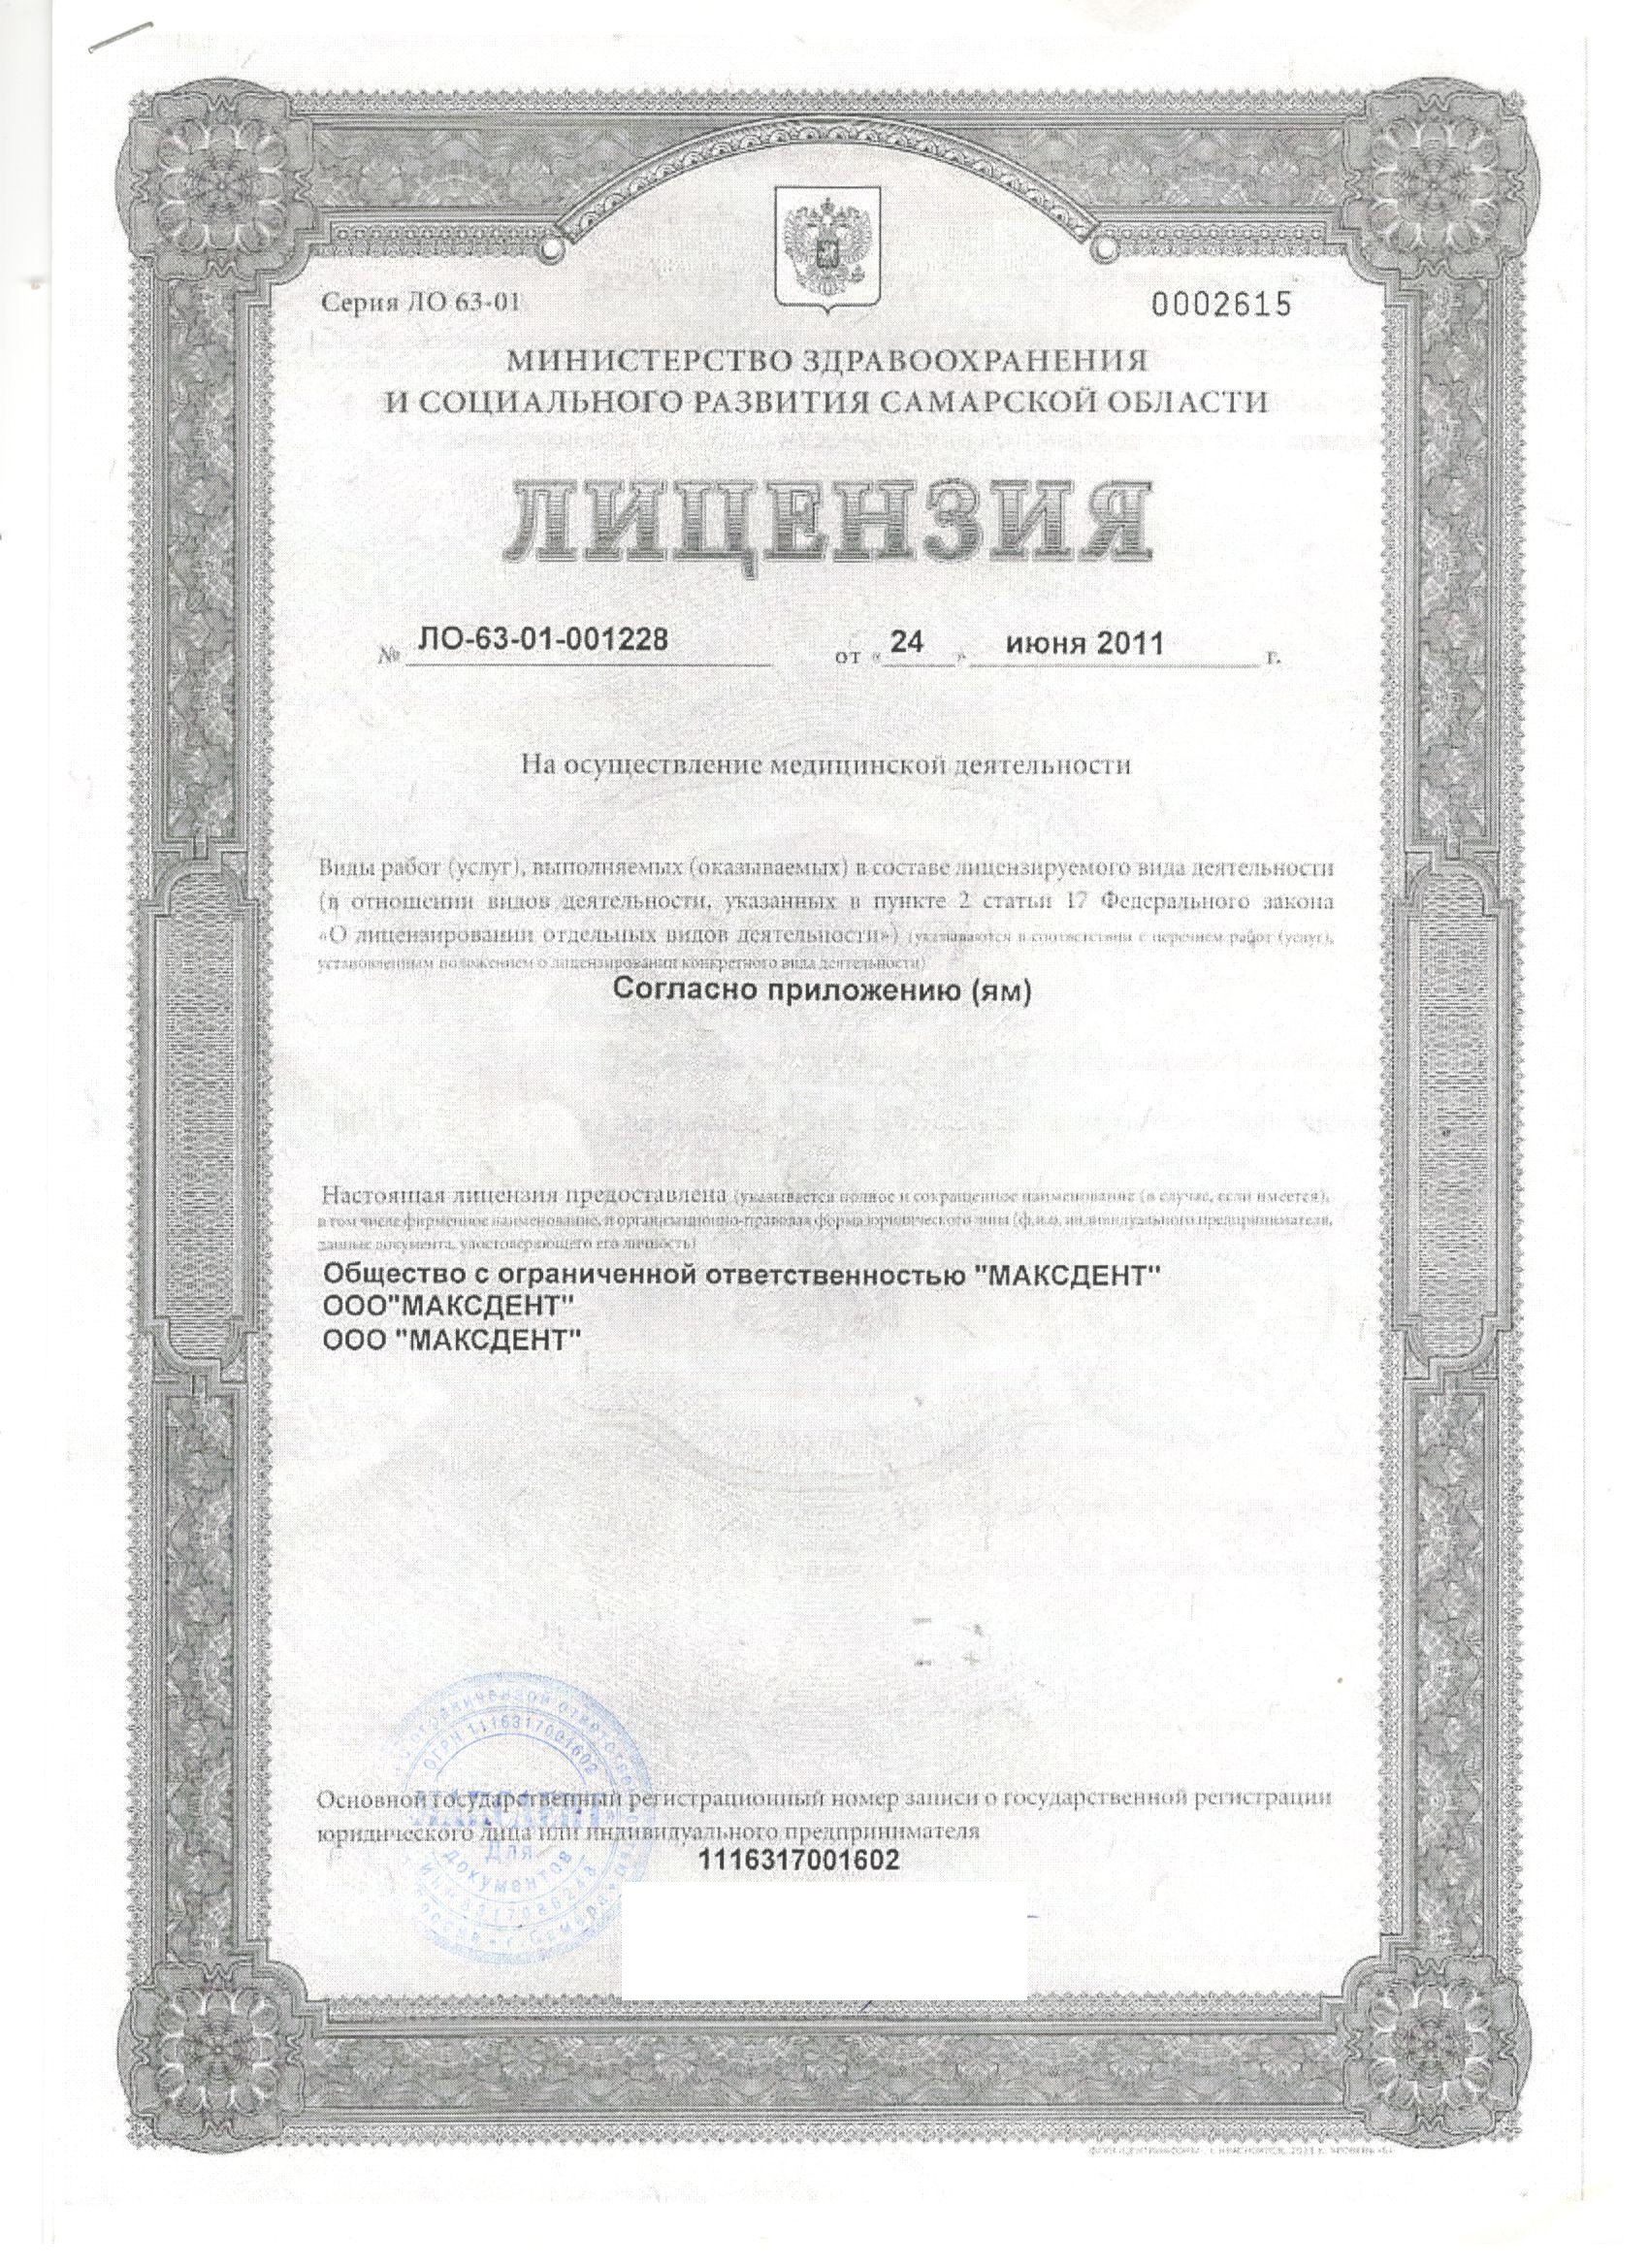 Серия ЛО 63-01
0002615
МИНИСТЕРСТВО ЗДРАВООХРАНЕНИЯ
И СОЦИАЛЬНОГО РАЗВИТИЯ САМАРСКОЙ ОБЛАСТИ
ЛИЦЕНЗИЯ
№ ЛО-63-01-001228 от « 24 » июня 2011 г.
На осуществление медицинской деятельности
Виды работ (услуг), выполняемых (оказываемых) в составе лицензируемого вида деятельности
(в отношении видов деятельности, указанных в пункте 2 статьи 17 Федерального закона
«О лицензировании отдельных видов деятельности») (указываются в соответствии с перечнем работ (услуг),
установленным положением о лицензировании конкретного вида деятельности)
Согласно приложению (ям)
Настоящая лицензия предоставлена (указывается полное и сокращенное наименование (в случае, если имеется),
в том числе фирменное наименование, и организационно-правовая форма юридического лица (ф.и.о. индивидуального предпринимателя,
данные документа, удостоверяющего его личность)
Общество с ограниченной ответственностью "МАКСДЕНТ"
ООО"МАКСДЕНТ"
ООО "МАКСДЕНТ"
ОГРН 1116317001602
Основной государственный регистрационный номер записи о государственной регистрации
юридического лица или индивидуального предпринимателя
Для
документов
1116317001602